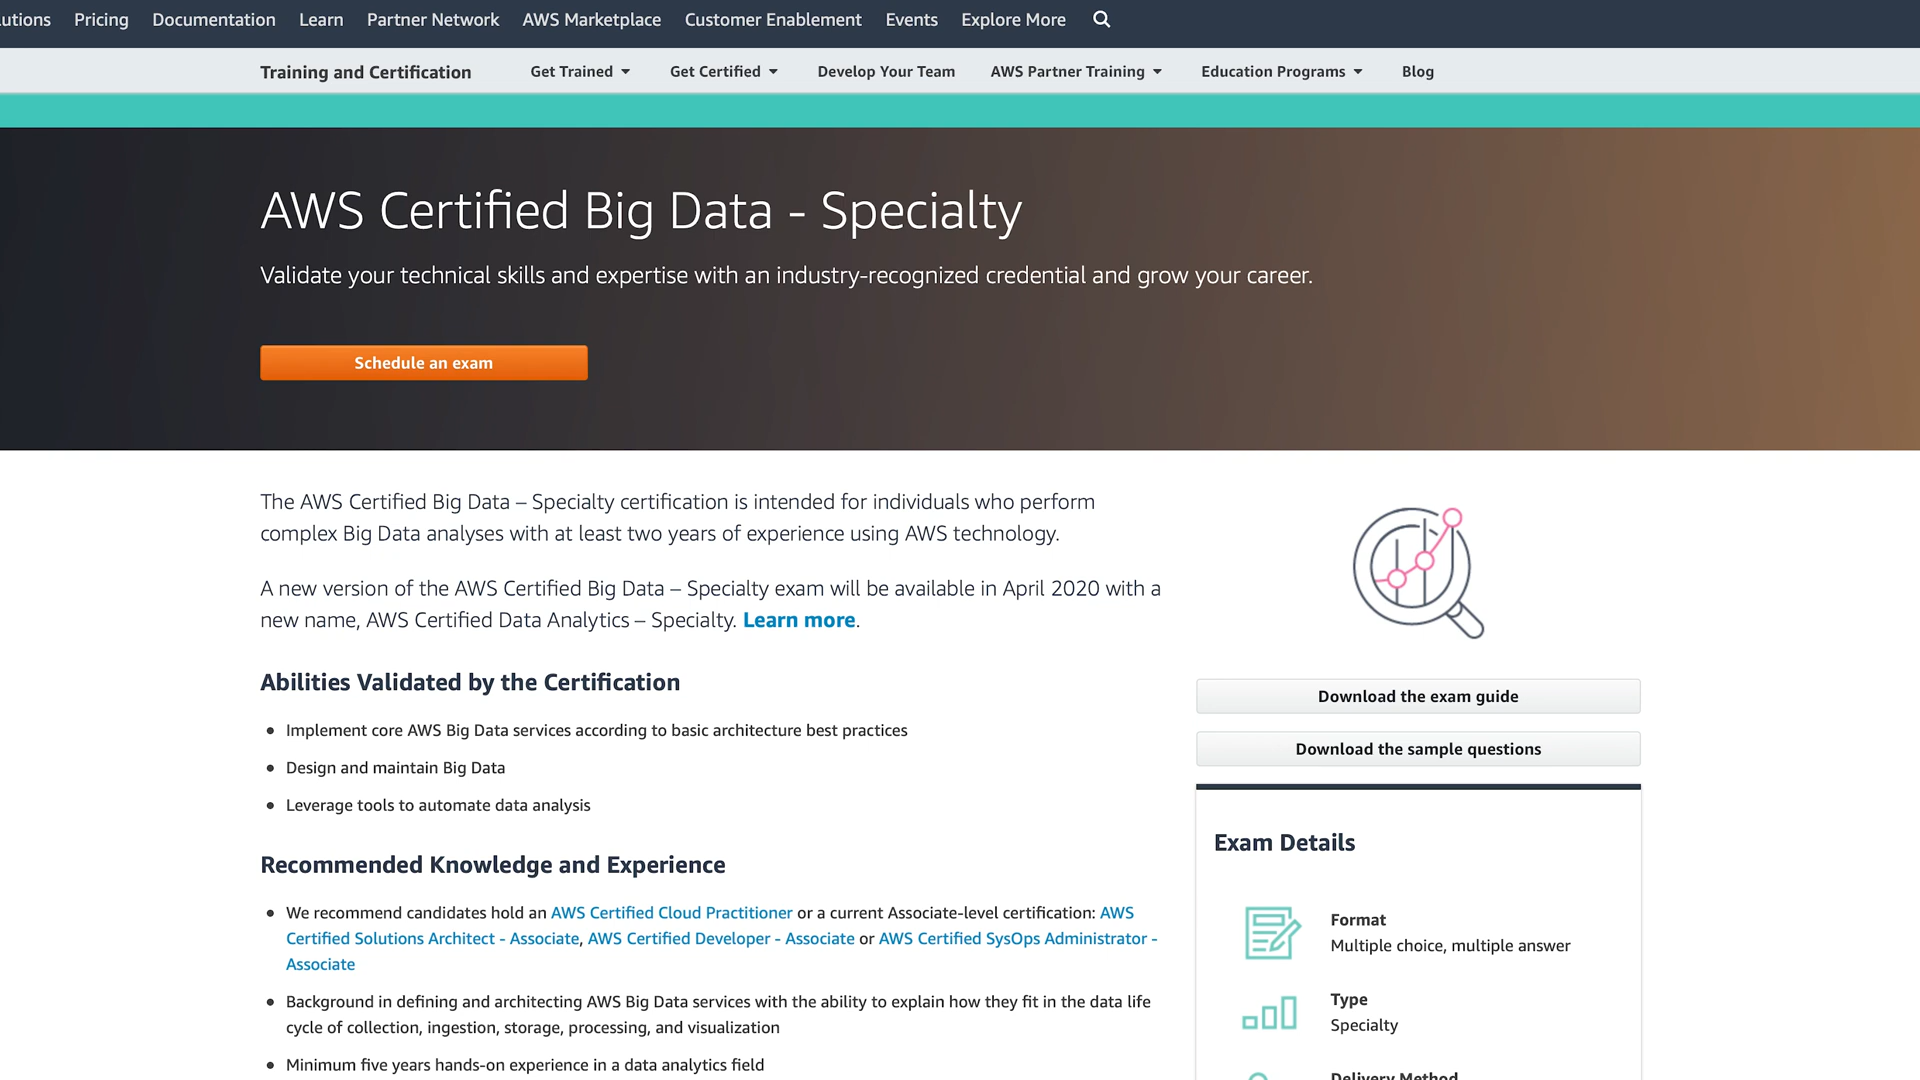 Pricing Documentation Learn Partner Network AWS Marketplace Customer Enablement Events Explore More
Training and Certification Get Trained Get Certified Develop Your Team AWS Partner Training Education Programs Blog
AWS Certified Big Data - Specialty
Validate your technical skills and expertise with an industry-recognized credential and grow your career.
Schedule an exam
The AWS Certified Big Data – Specialty certification is intended for individuals who perform
complex Big Data analyses with at least two years of experience using AWS technology.
A new version of the AWS Certified Big Data – Specialty exam will be available in April 2020 with a
new name, AWS Certified Data Analytics – Specialty. Learn more.
Abilities Validated by the Certification
• Implement core AWS Big Data services according to basic architecture best practices
• Design and maintain Big Data
• Leverage tools to automate data analysis
Recommended Knowledge and Experience
• We recommend candidates hold an AWS Certified Cloud Practitioner or a current Associate-level certification: AWS
Certified Solutions Architect - Associate, AWS Certified Developer - Associate or AWS Certified SysOps Administrator -
Associate
• Background in defining and architecting AWS Big Data services with the ability to explain how they fit in the data life
cycle of collection, ingestion, storage, processing, and visualization
• Minimum five years hands-on experience in a data analytics field
Download the exam guide
Download the sample questions
Exam Details
Format
Multiple choice, multiple answer
Type
Specialty
Delivery Method